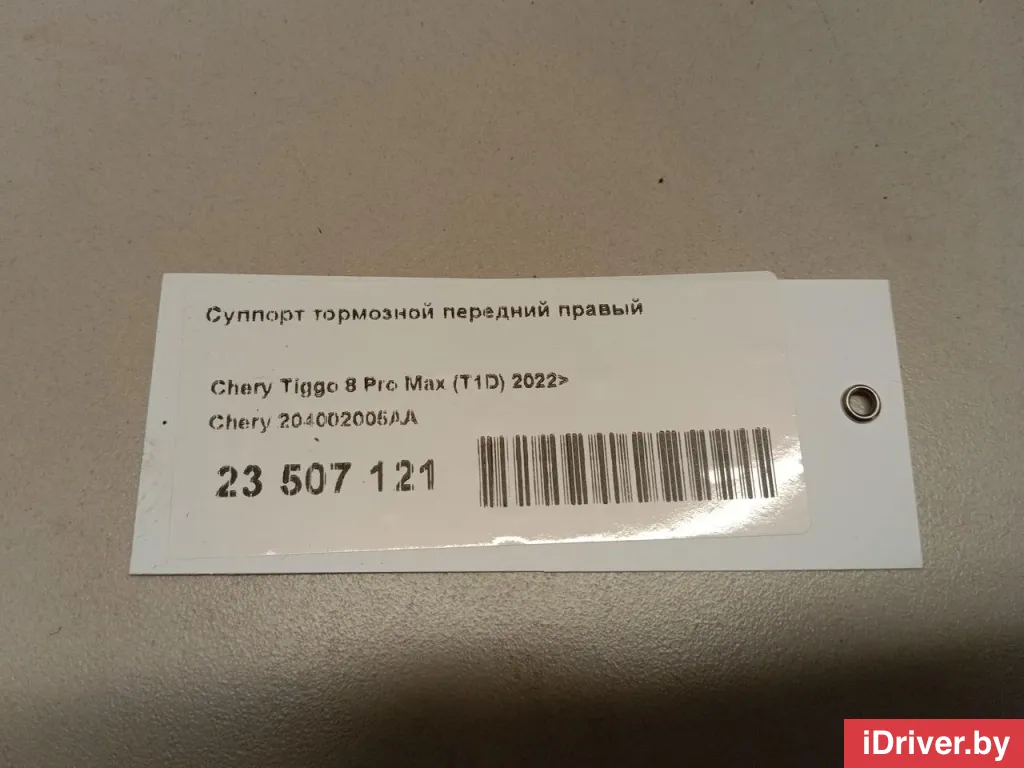 Суппорт тормозной передний правый
Chery Tiggo 8 Pro Max (T1D) 2022>
Chery 204002005AA
23 507 121
iDriver.by